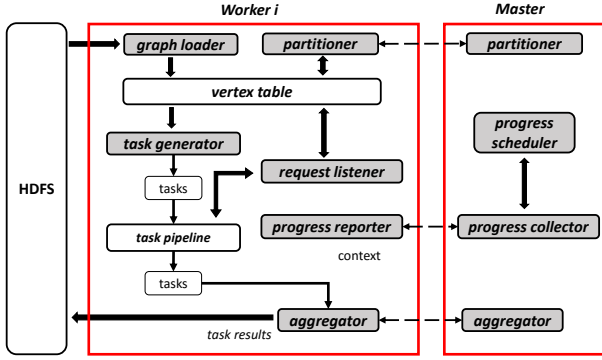 Worker i
Master
graph loader
partitioner
partitioner
vertex table
progress
scheduler
task generator
request listener
tasks
HDFS
progress reporter
progress collector
task pipeline
context
tasks
aggregator
aggregator
task results